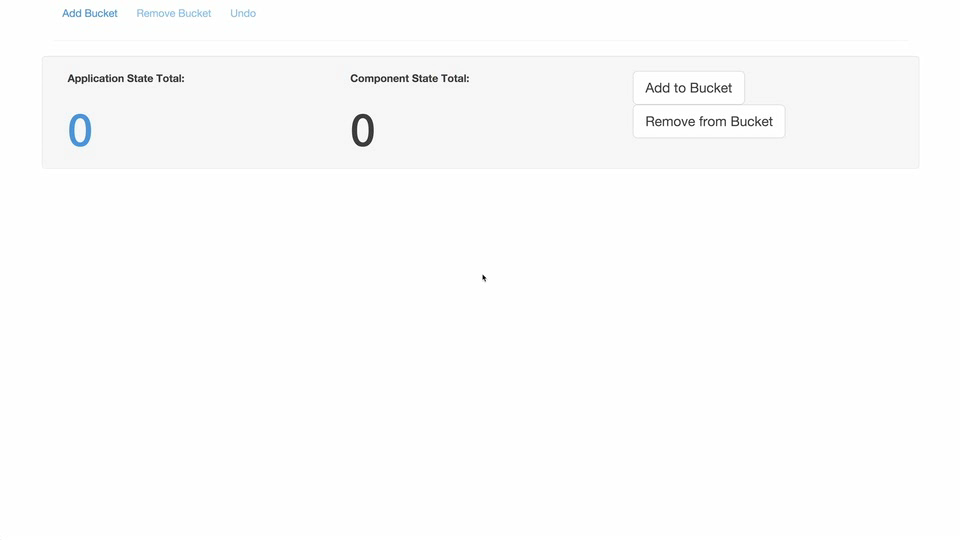 Add Bucket Remove Bucket Undo
Application State Total: Component State Total:
Add to Bucket
0 0
Remove from Bucket